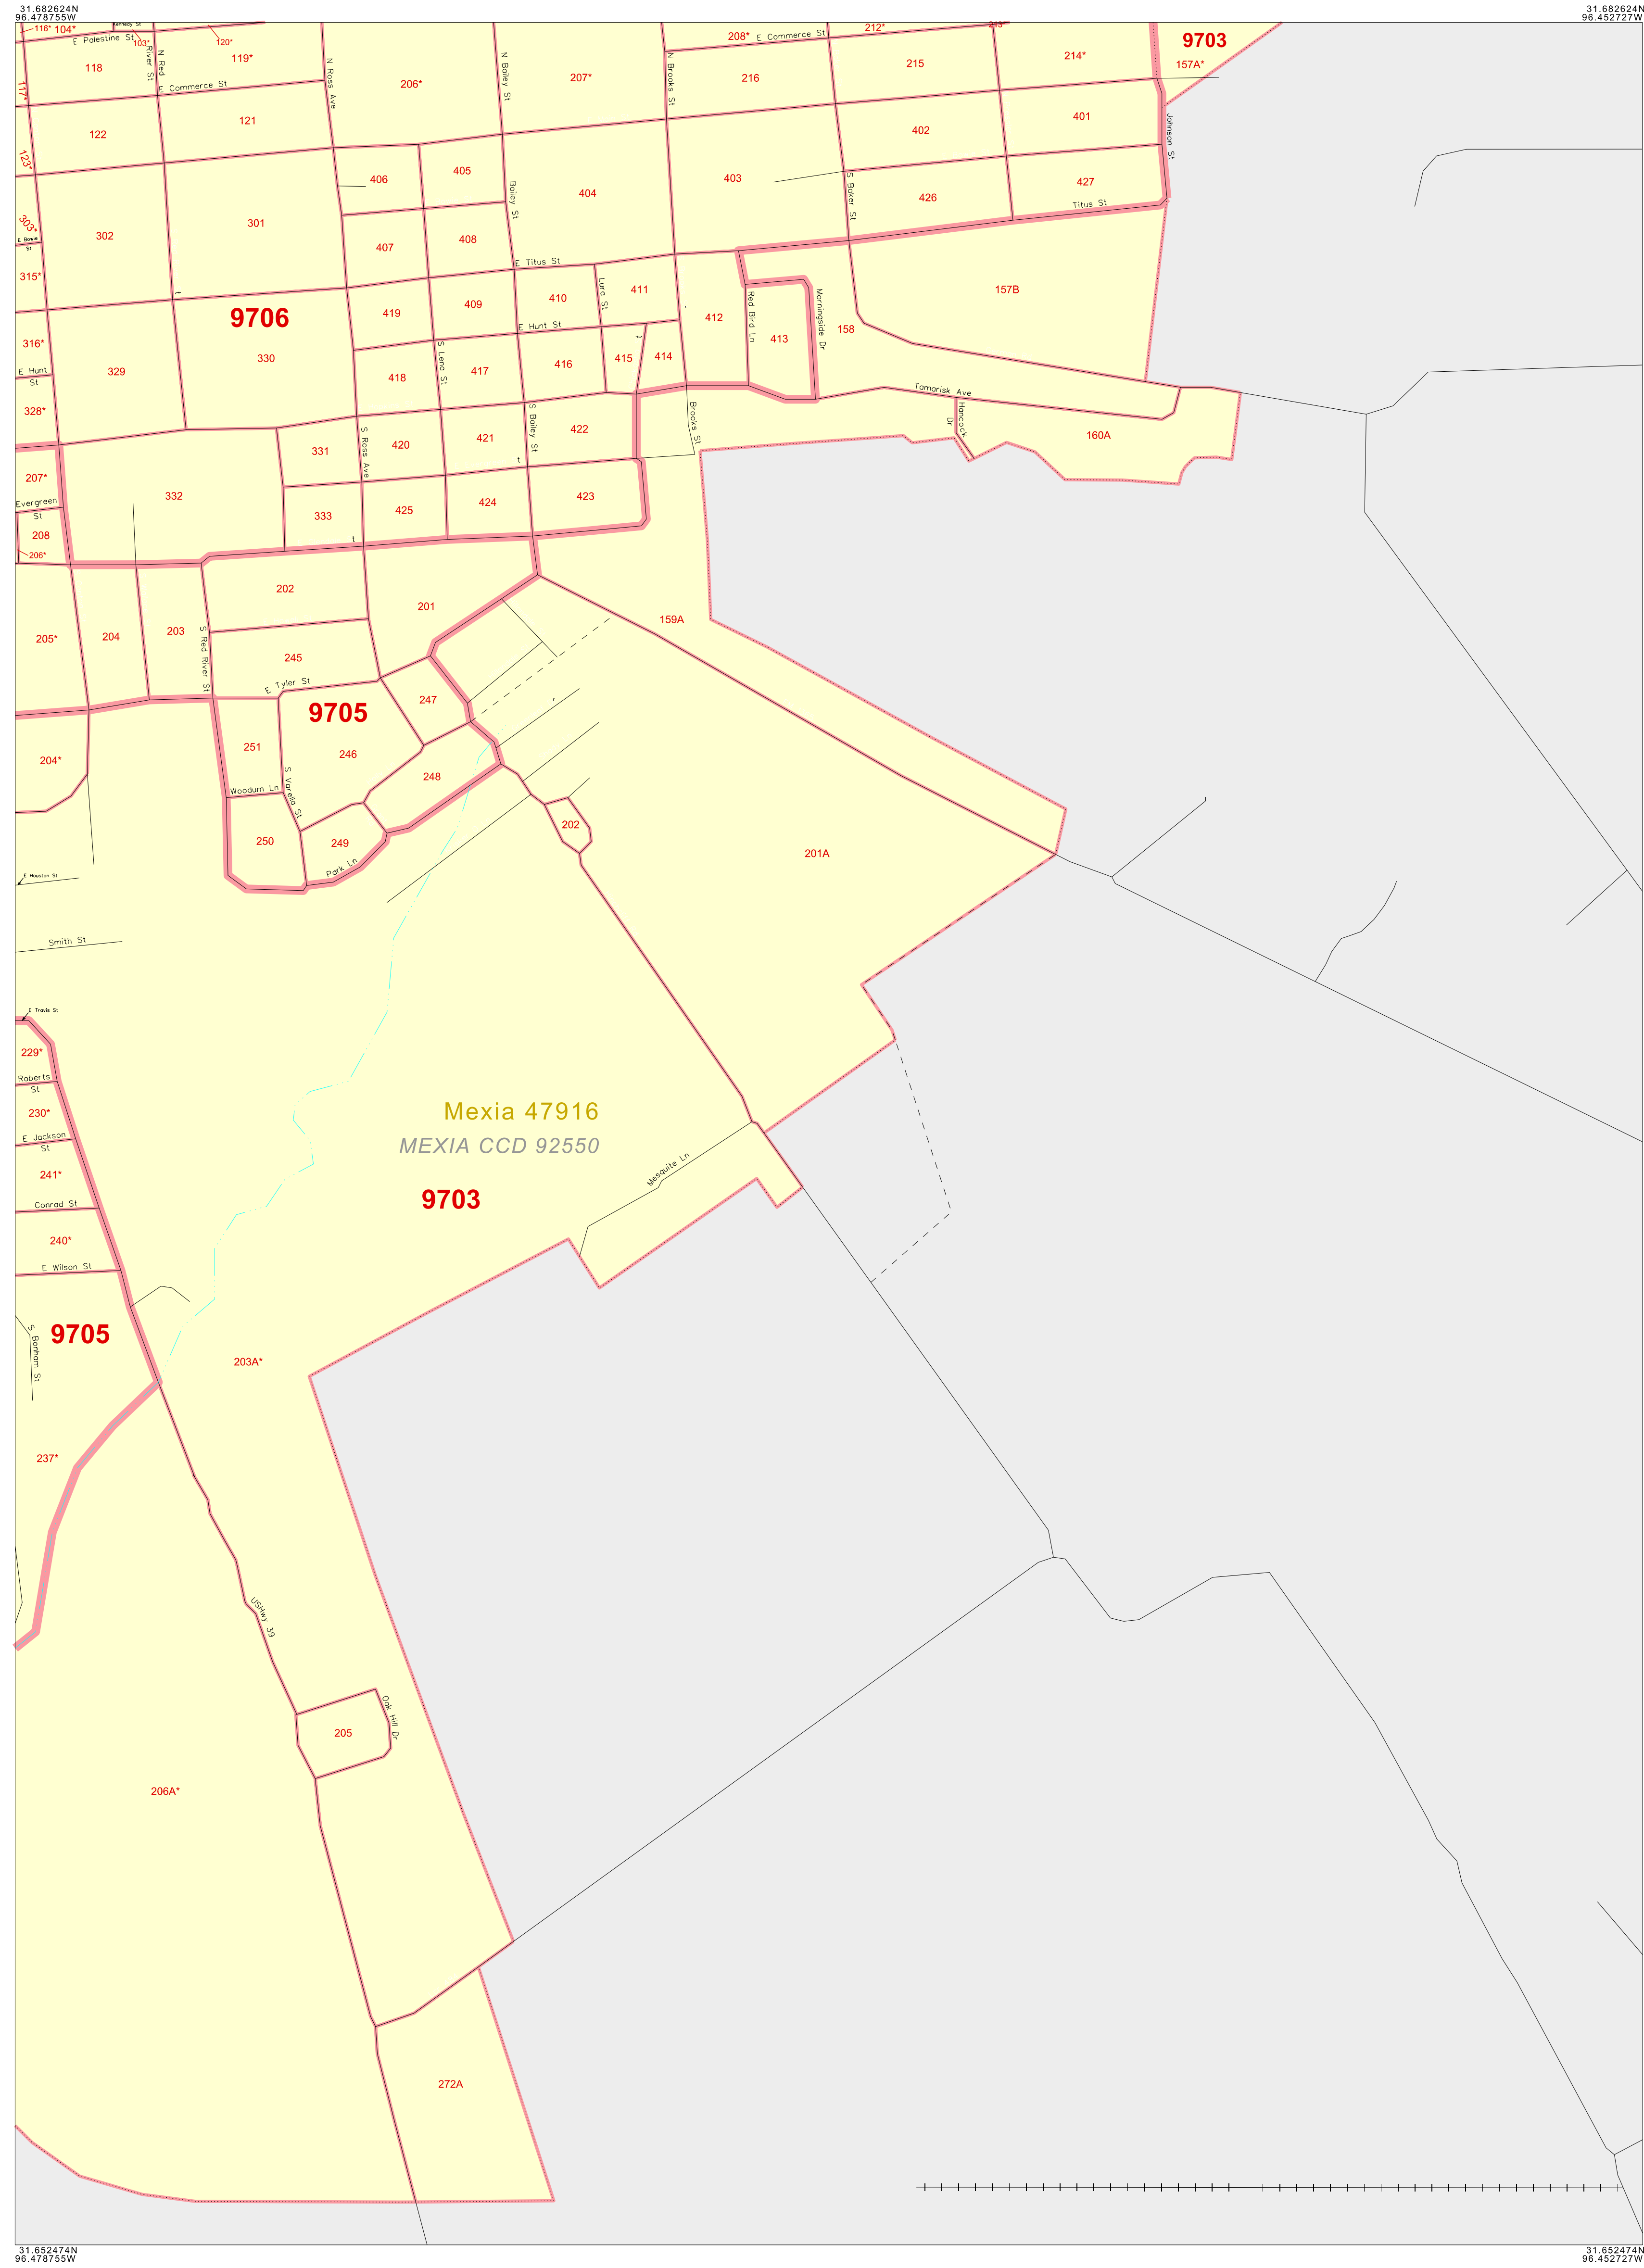 31.682624N
96.478755W
31.682624N
96.452727W
Kennedy St
116*
104*
103*
E Palestine St
N Red
River St
120*
119*
118
117*
E Commerce St
N Ross Ave
206*
N Bailey St
207*
N Brooks St
208*
E Commerce St
212*
213*
216
215
214*
9703
157A*
122
121
123*
401
402
Johnson St
406
405
404
403
Bailey St
S Baker St
426
427
Titus St
303*
E Bowie
St
302
301
407
408
315*
E Titus St
Lura St
411
410
409
419
412
Red Bird Ln
Morningside Dr
158
157B
413
t
9706
316*
329
330
E Hunt
St
328*
418
S Lena St
417
E Hunt St
416
415
t
414
Tamarisk Ave
Hancock
Dr
160A
Brooks St
331
S Ross Ave
420
421
S Bailey St
422
t
207*
332
Evergreen
St
208
206*
333
425
424
423
t
202
201
205*
204
203
S Red River St
245
E Tyler St
159A
247
9705
251
246
204*
248
Woodum Ln
S Varella St
250
249
Park Ln
202
201A
E Houston St
Smith St
E Travis St
229*
Roberts
St
230*
E Jackson
St
241*
Conrad St
240*
E Wilson St
Mexia 47916
MEXIA CCD 92550
9703
Mesquite Ln
9705
S Bonham St
203A*
237*
USHwy 39
Oak Hill Dr
205
206A*
272A
31.652474N
96.478755W
31.652474N
96.452727W